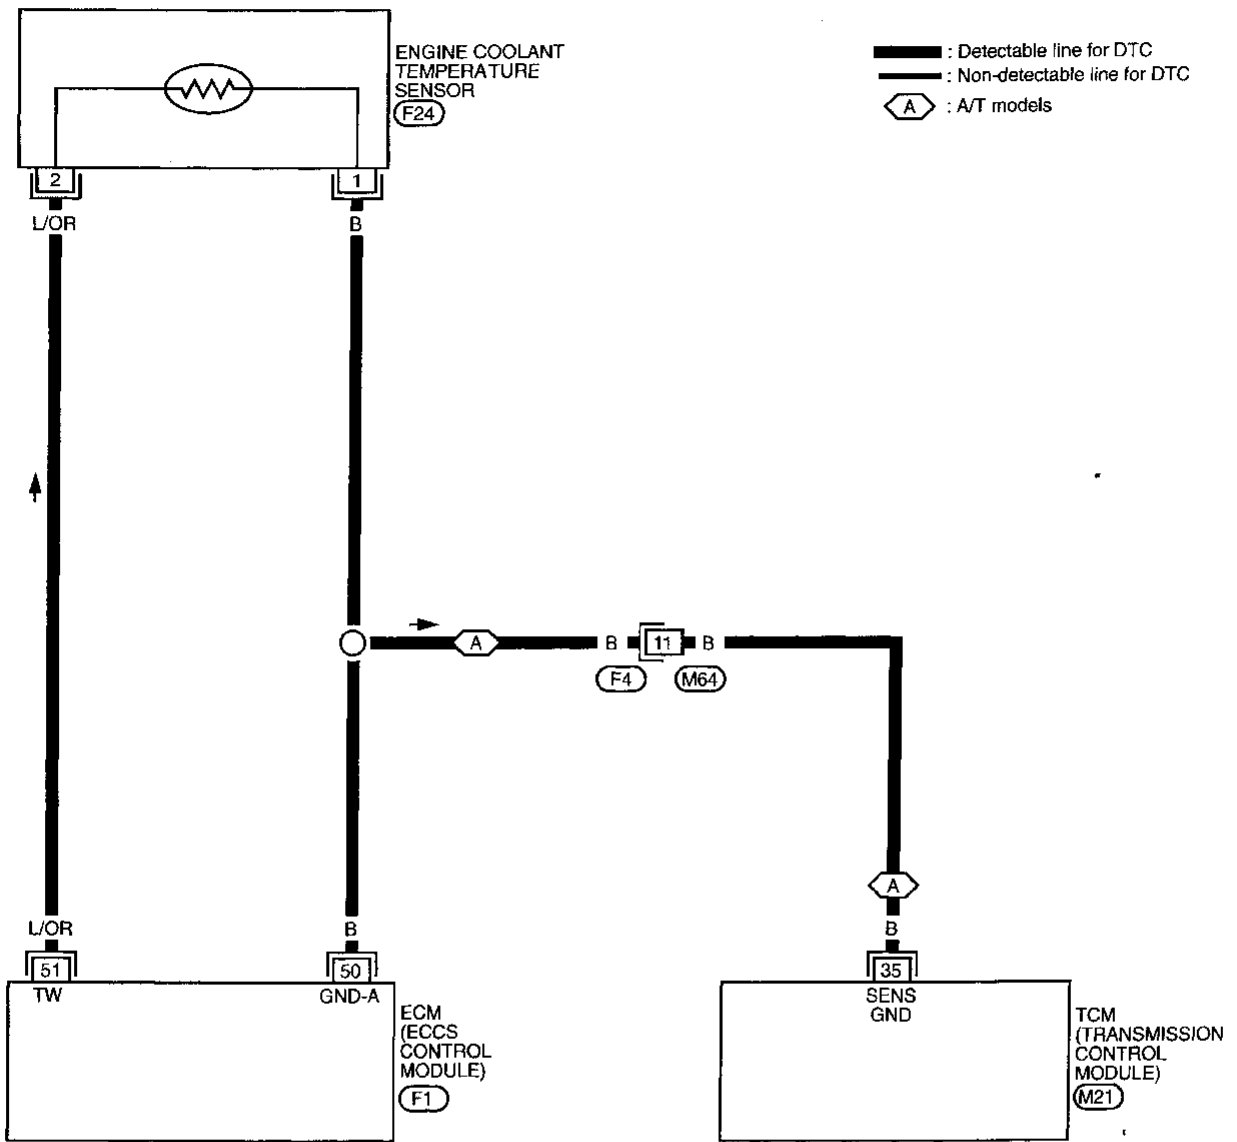 ENGINE COOLANT
TEMPERATURE
SENSOR
F24
: Detectable line for DTC
: Non-detectable line for DTC
A : A/T models
2
1
L/OR
B
A
B
11
B
F4
M64
A
L/OR
B
B
51
50
35
TW
GND-A
SENS
GND
ECM
(ECCS
CONTROL
MODULE)
F1
TCM
(TRANSMISSION
CONTROL
MODULE)
M21